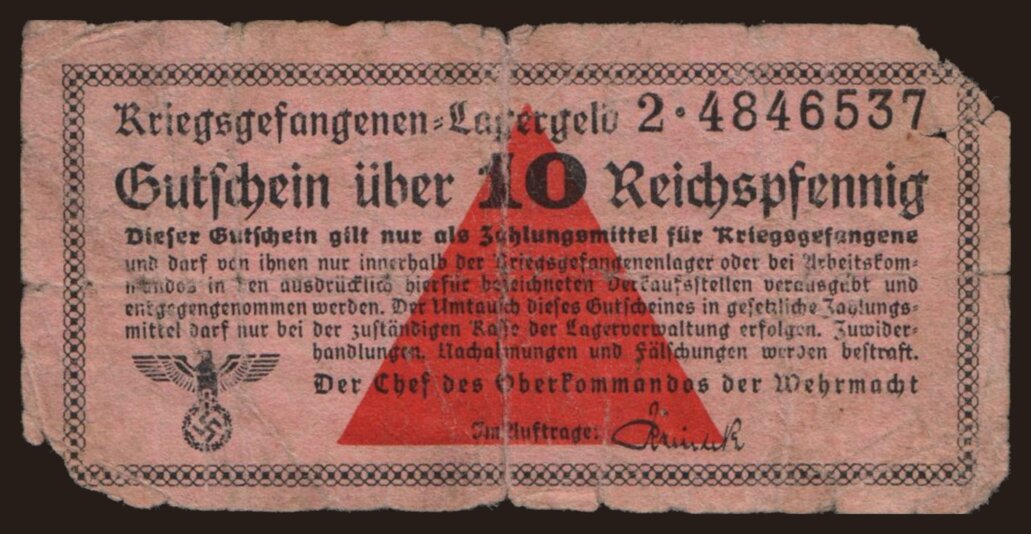 Kriegsgefangenen-Lagergeld 2·4846537
Gutschein über 10 Reichspfennig
Dieser Gutschein gilt nur als Zahlungsmittel für Kriegsgefangene
und darf von ihnen nur innerhalb der Kriegsgefangenenlager oder bei Arbeitskom-
mandos in den ausdrücklich hierfür bezeichneten Verkaufsstellen verausgabt und
entgegengenommen werden. Der Umtausch dieses Gutscheines in gesetzliche Zahlungs-
mittel darf nur bei der zuständigen Kasse der Lagerverwaltung erfolgen. Zuwider-
handlungen, Nachahmungen und Fälschungen werden bestraft.
Der Chef des Oberkommandos der Wehrmacht
Im Auftrage: